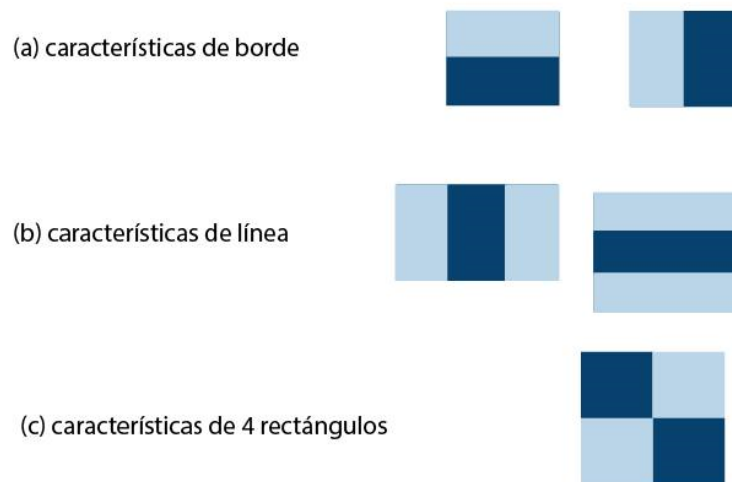 (a) características de borde
(b) características de línea
(c) características de 4 rectángulos